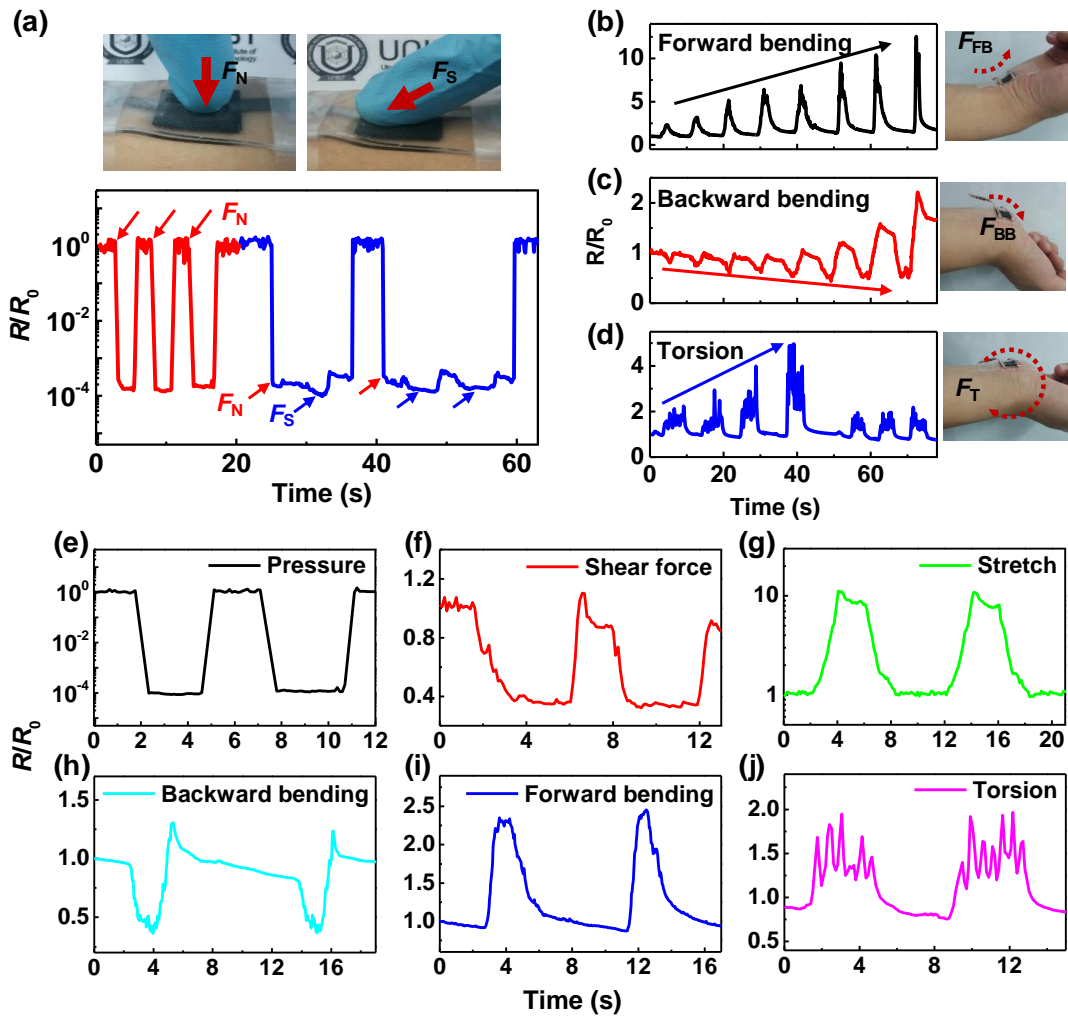 (a)
UNIST
F_N
F_S
F_N
F_N
F_S
R/R_0
10^0
10^-2
10^-4
0 20 40 60
Time (s)
(b)
Forward bending
10
5
0
F_FB
(c)
Backward bending
3
2
1
0
R/R_0
F_BB
(d)
Torsion
4
2
0
0 20 40 60
Time (s)
F_T
(e)
Pressure
10^0
10^-2
10^-4
0 2 4 6 8 10 12
(f)
Shear force
1.2
0.8
0.4
0 4 8 12
(g)
Stretch
10
1
0 4 8 12 16 20
R/R_0
(h)
Backward bending
1.5
1.0
0.5
0 4 8 12 16
(i)
Forward bending
2.5
2.0
1.5
1.0
0 4 8 12 16
(j)
Torsion
2.0
1.5
1.0
0.5
0 4 8 12
Time (s)